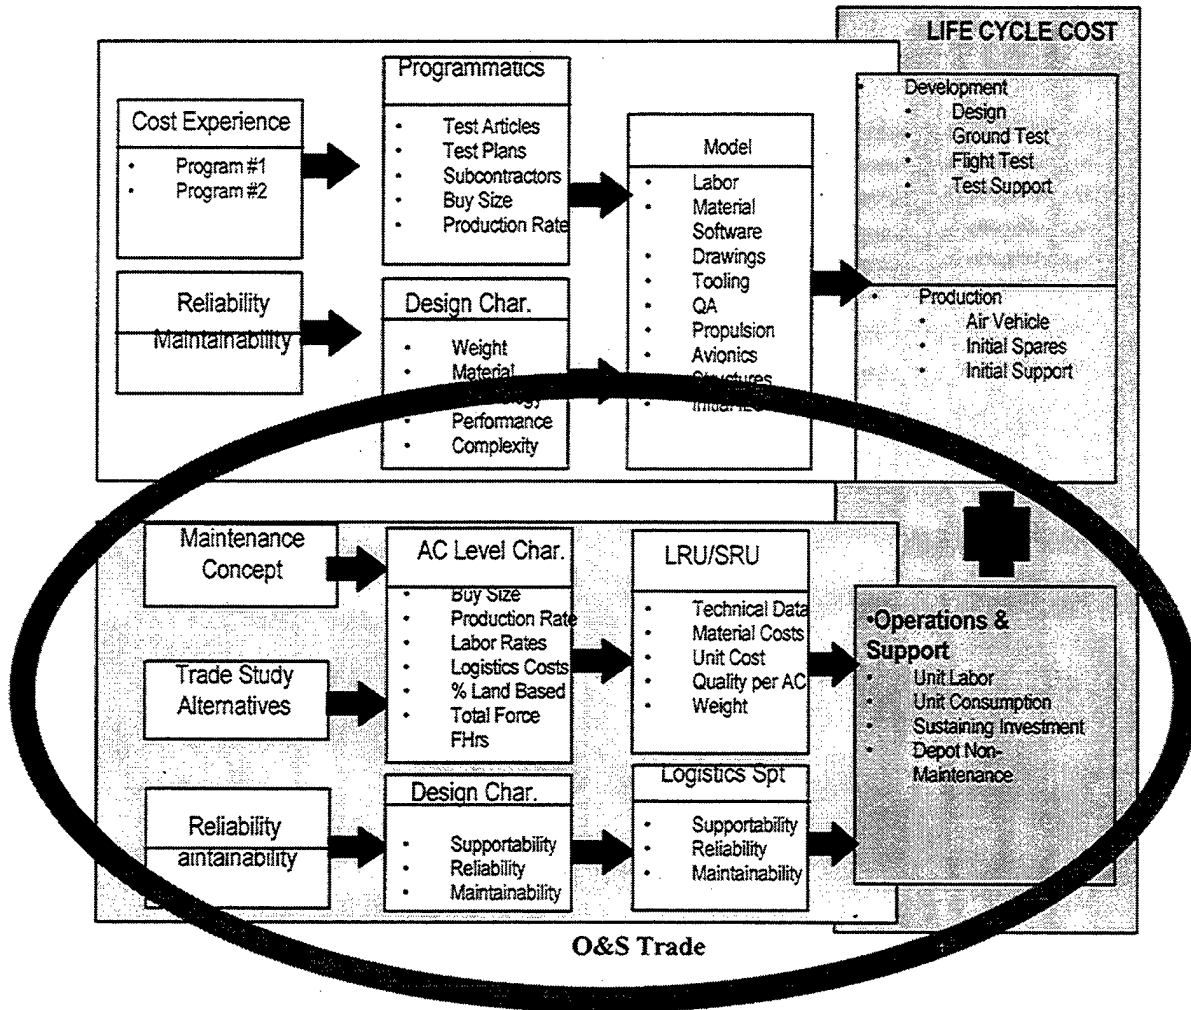 LIFE CYCLE COST
Programmatics
• Test Articles
• Test Plans
• Subcontractors
• Buy Size
• Production Rate
Cost Experience
• Program #1
• Program #2
Reliability
Maintainability
Design Char.
• Weight
• Material
• Performance
• Complexity
Model
• Labor
• Material
Software
• Drawings
• Tooling
• QA
• Propulsion
• Avionics
• Structures
• Initial
• Development
• Design
• Ground Test
• Flight Test
• Test Support
• Production
• Air Vehicle
• Initial Spares
• Initial Support
Maintenance
Concept
Trade Study
Alternatives
Reliability
aintainability
AC Level Char.
• Buy Size
• Production Rate
• Labor Rates
• Logistics Costs
• % Land Based
• Total Force
FHrs
Design Char.
• Supportability
• Reliability
• Maintainability
LRU/SRU
• Technical Data
• Material Costs
• Unit Cost
• Quality per AC
• Weight
Logistics Spt
• Supportability
• Reliability
• Maintainability
•Operations &
Support
• Unit Labor
• Unit Consumption
• Sustaining Investment
• Depot Non-
Maintenance
O&S Trade